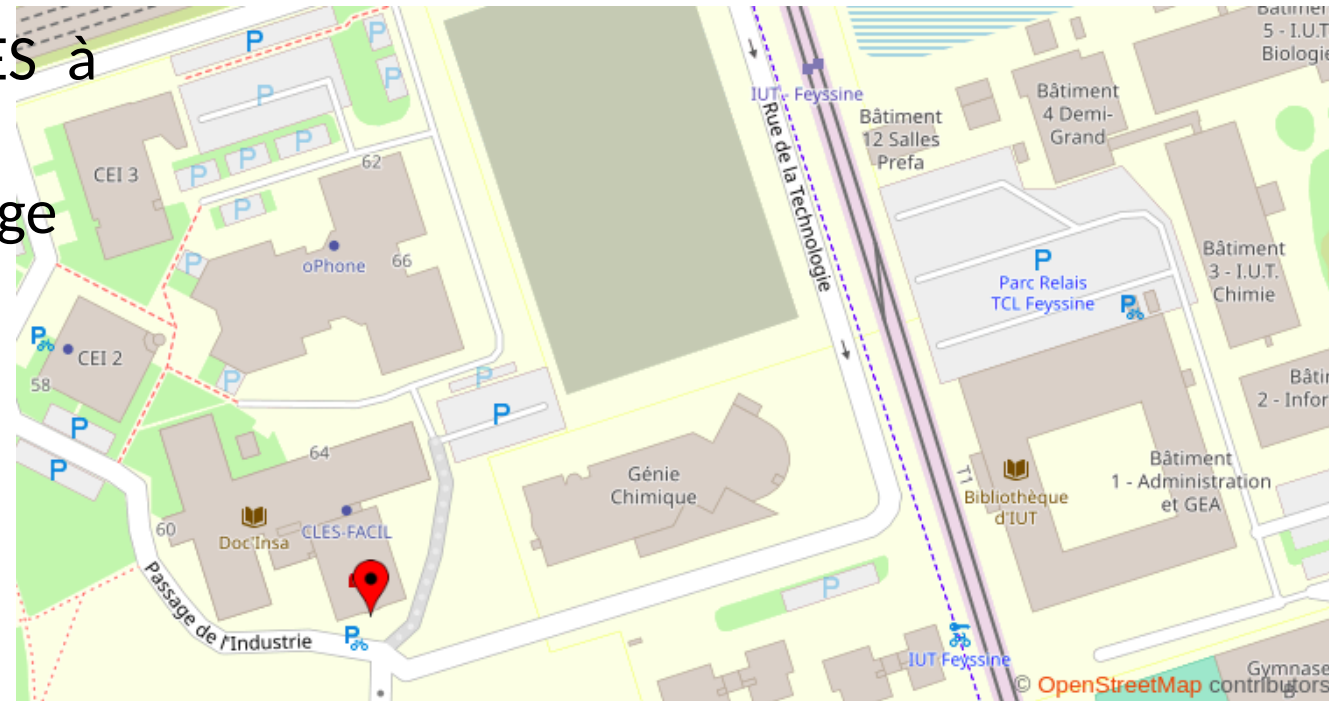 ES à
ge
P
P
P
P
CEI 3
P
P
P
62
P
P
oPhone
66
P
CEI 2
58
P
P
P
P
P
P
64
60
Doc'Insa
CLES-FACIL
P
Passage de l'Industrie
Génie
Chimique
Rue de la Technologie
IUT - Feyssine
Bâtiment
12 Salles
Prefa
Bâtiment
4 Demi-
Grand
5 - I.U.T
Biologie
Bâtiment
3 - I.U.T.
Chimie
P
Parc Relais
TCL Feyssine
P
Bâti
2 - Infor
T1
Bibliothèque
d'IUT
Bâtiment
1 - Administration
et GEA
P
IUT Feyssine
Gymnase
© OpenStreetMap contributors